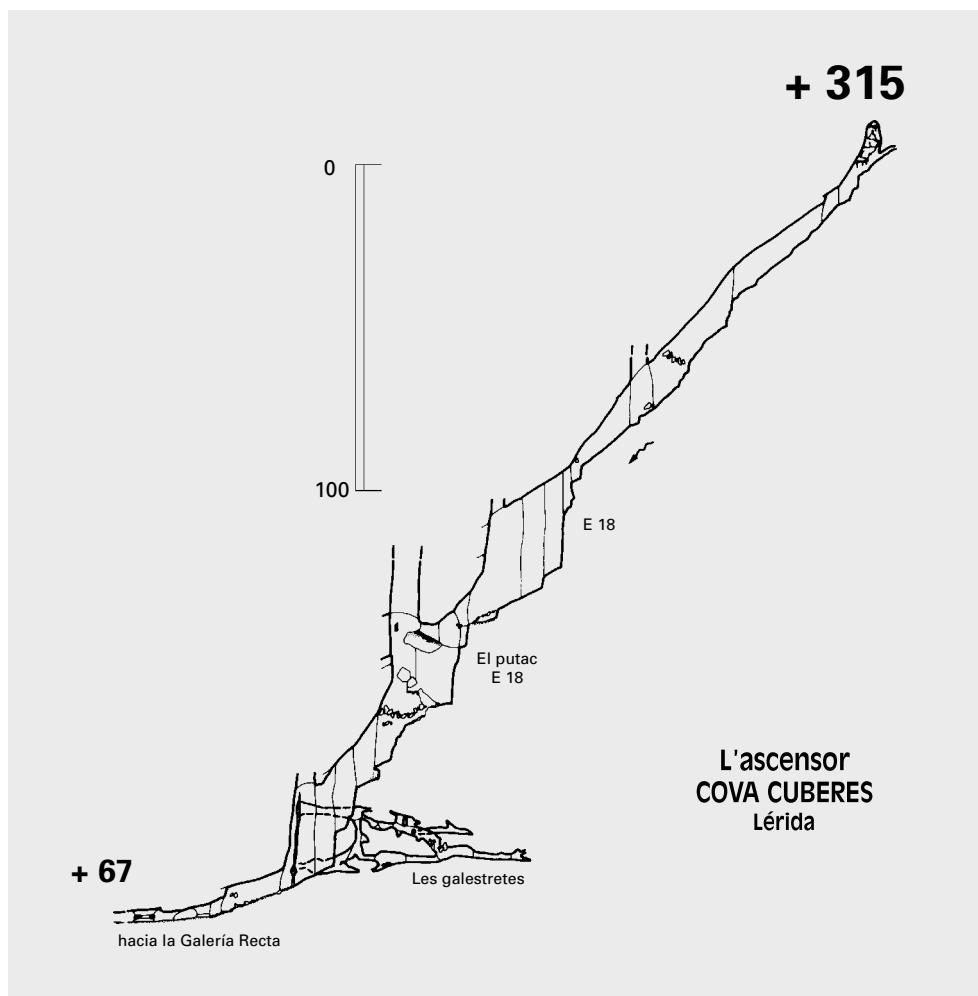 + 315
0
100
E 18
El putac
E 18
L'ascensor
COVA CUBERES
Lérida
+ 67
Les galestretes
hacia la Galería Recta